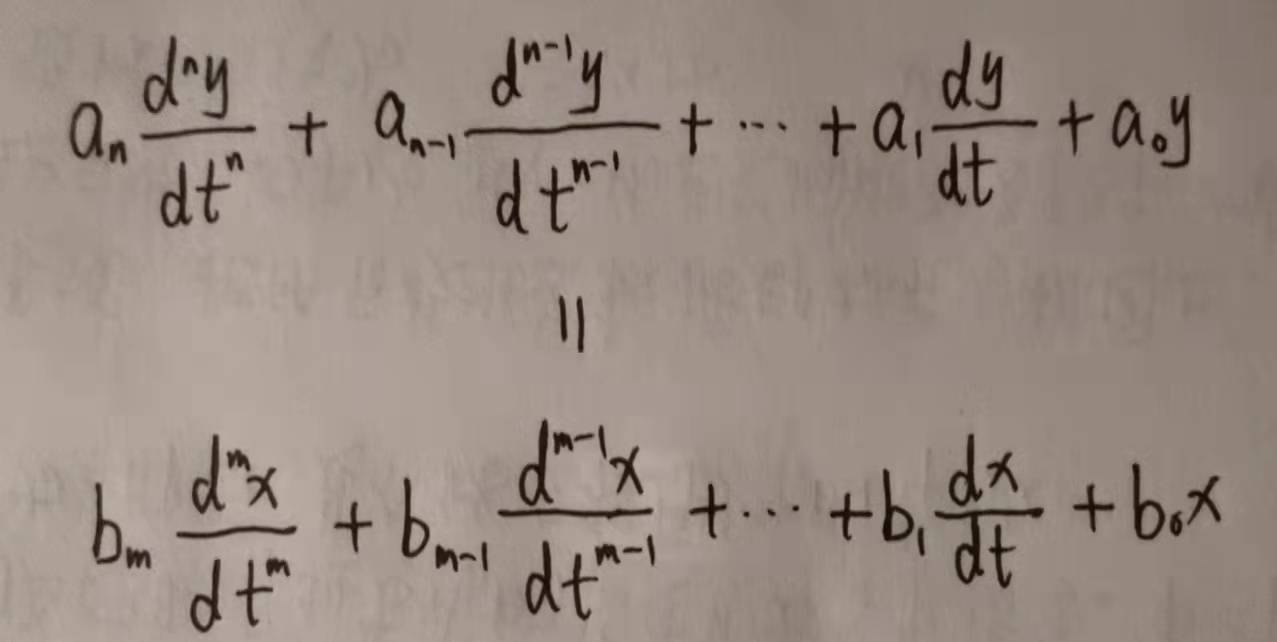 a_n \frac{d^n y}{dt^n} + a_{n-1} \frac{d^{n-1} y}{dt^{n-1}} + \cdots + a_1 \frac{dy}{dt} + a_0 y
=
b_m \frac{d^m x}{dt^m} + b_{m-1} \frac{d^{m-1} x}{dt^{m-1}} + \cdots + b_1 \frac{dx}{dt} + b_0 x